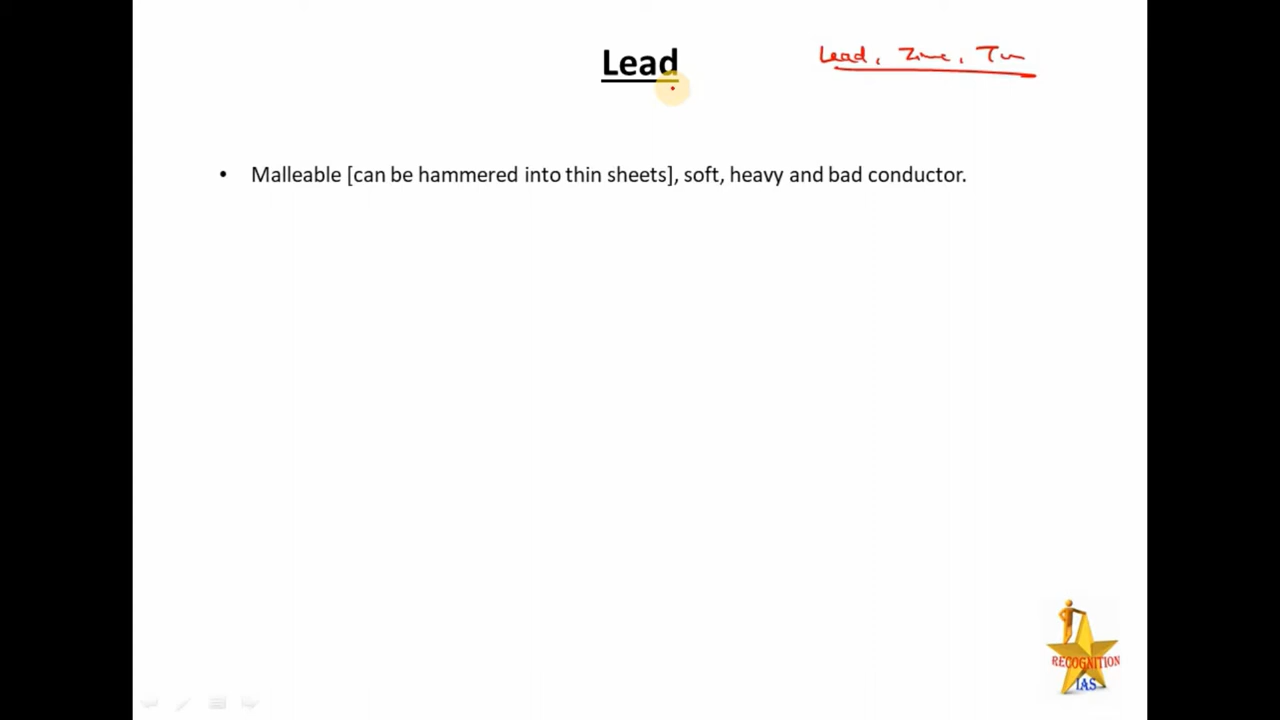 Lead
Lead, Zinc, Tin
• Malleable [can be hammered into thin sheets], soft, heavy and bad conductor.
RECOGNITION
IAS